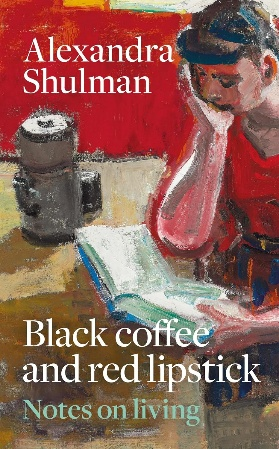 Alexandra
Shulman
Black coffee
and red lipstick
Notes on living